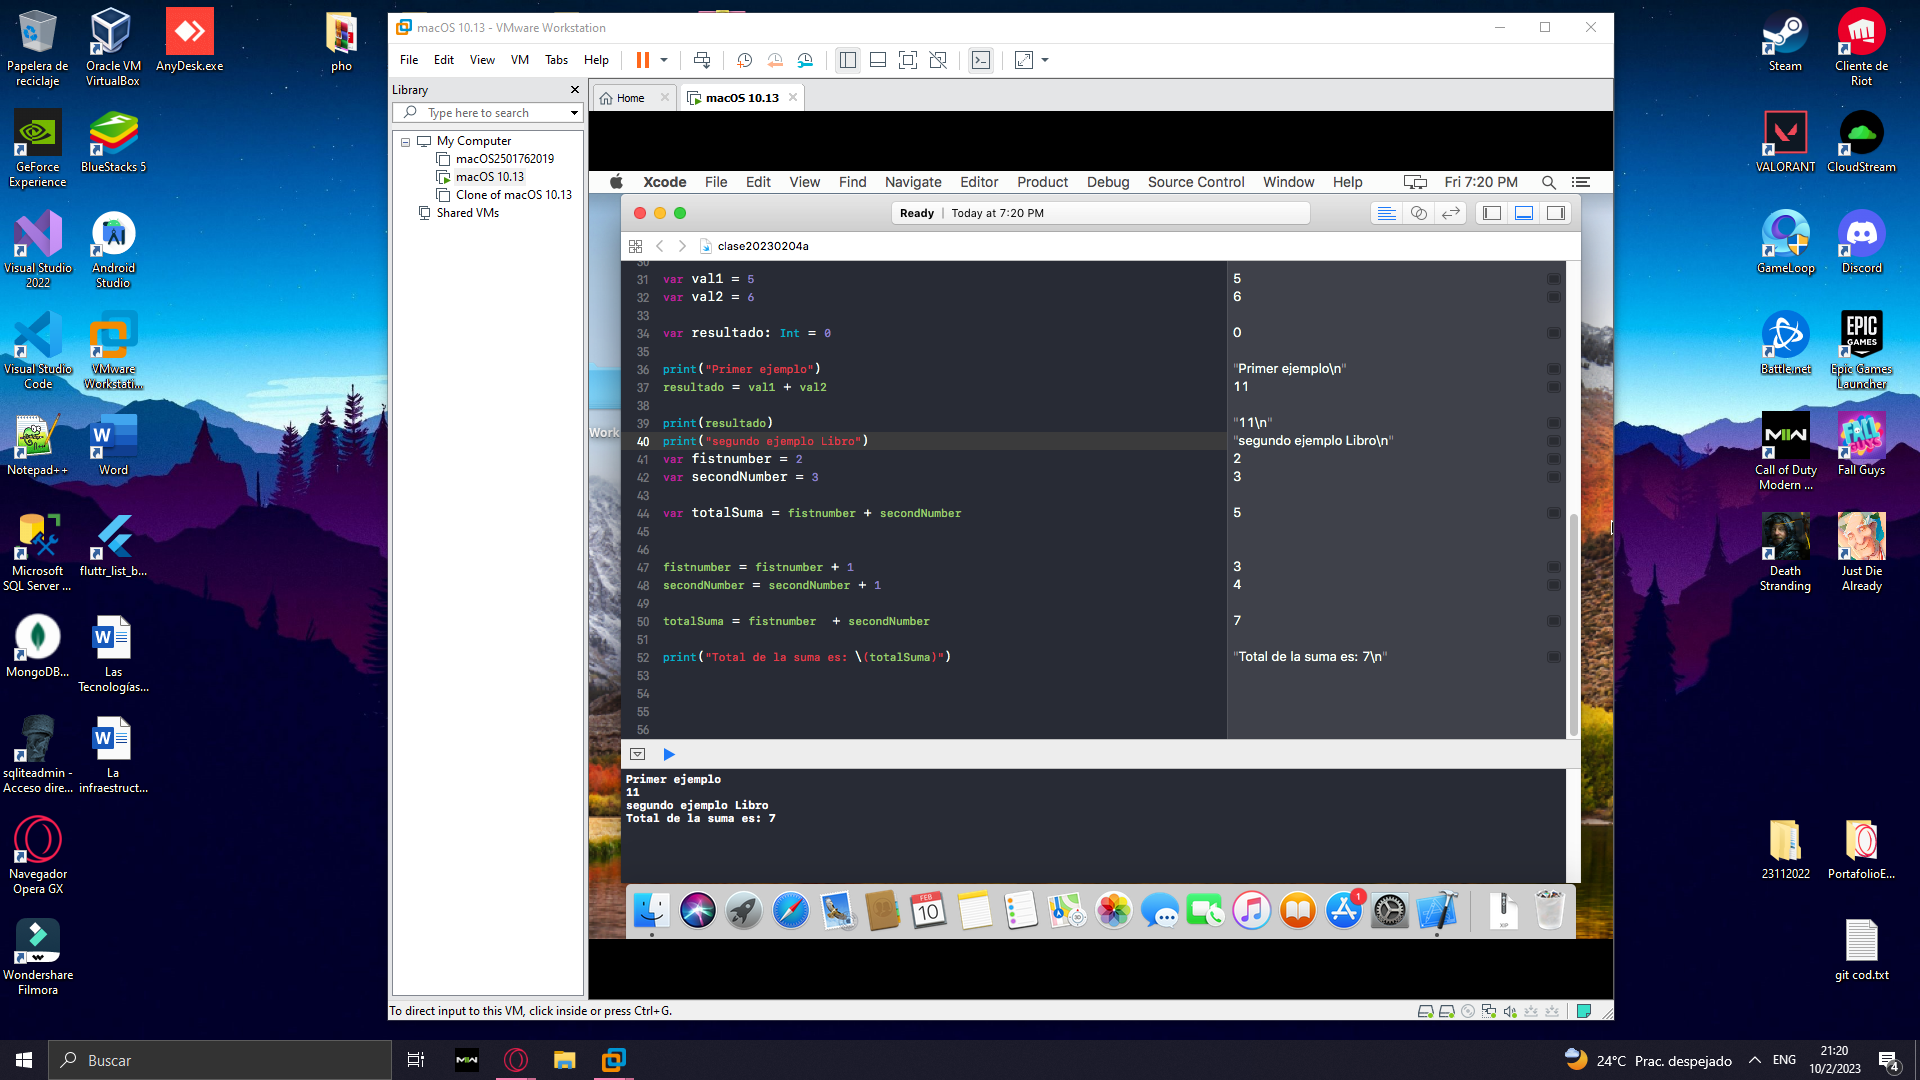 Papelera de reciclaje
Oracle VM VirtualBox
AnyDesk.exe
pho
GeForce Experience
BlueStacks 5
Visual Studio 2022
Android Studio
Visual Studio Code
VMware Workstati...
Notepad++
Word
Microsoft SQL Server ...
fluttr_list_b...
MongoDB...
Las Tecnologías...
sqliteadmin - Acceso dire...
La infraestruct...
Navegador Opera GX
Wondershare Filmora
macOS 10.13 - VMware Workstation
File Edit View VM Tabs Help
Library
Type here to search
My Computer
macOS2501762019
macOS 10.13
Clone of macOS 10.13
Shared VMs
Home
macOS 10.13
Xcode File Edit View Find Navigate Editor Product Debug Source Control Window Help Fri 7:20 PM
Ready | Today at 7:20 PM
clase20230204a
Work
30
31 var val1 = 5 5
32 var val2 = 6 6
33
34 var resultado: Int = 0 0
35
36 print("Primer ejemplo") "Primer ejemplo\n"
37 resultado = val1 + val2 11
38
39 print(resultado) "11\n"
40 print("segundo ejemplo Libro") "segundo ejemplo Libro\n"
41 var fistnumber = 2 2
42 var secondNumber = 3 3
43
44 var totalSuma = fistnumber + secondNumber 5
45
46
47 fistnumber = fistnumber + 1 3
48 secondNumber = secondNumber + 1 4
49
50 totalSuma = fistnumber  + secondNumber 7
51
52 print("Total de la suma es: \(totalSuma)") "Total de la suma es: 7\n"
53
54
55
56
Primer ejemplo
11
segundo ejemplo Libro
Total de la suma es: 7
FEB
10
1
XIP
To direct input to this VM, click inside or press Ctrl+G.
Steam
Cliente de Riot
VALORANT
CloudStream
GameLoop
Discord
Battle.net
EPIC GAMES
Epic Games Launcher
MW
FALL GUYS
Call of Duty Modern ...
Fall Guys
Death Stranding
Just Die Already
23112022
PortafolioE...
git cod.txt
Buscar
MW
24°C Prac. despejado
ENG
21:20
10/2/2023
4